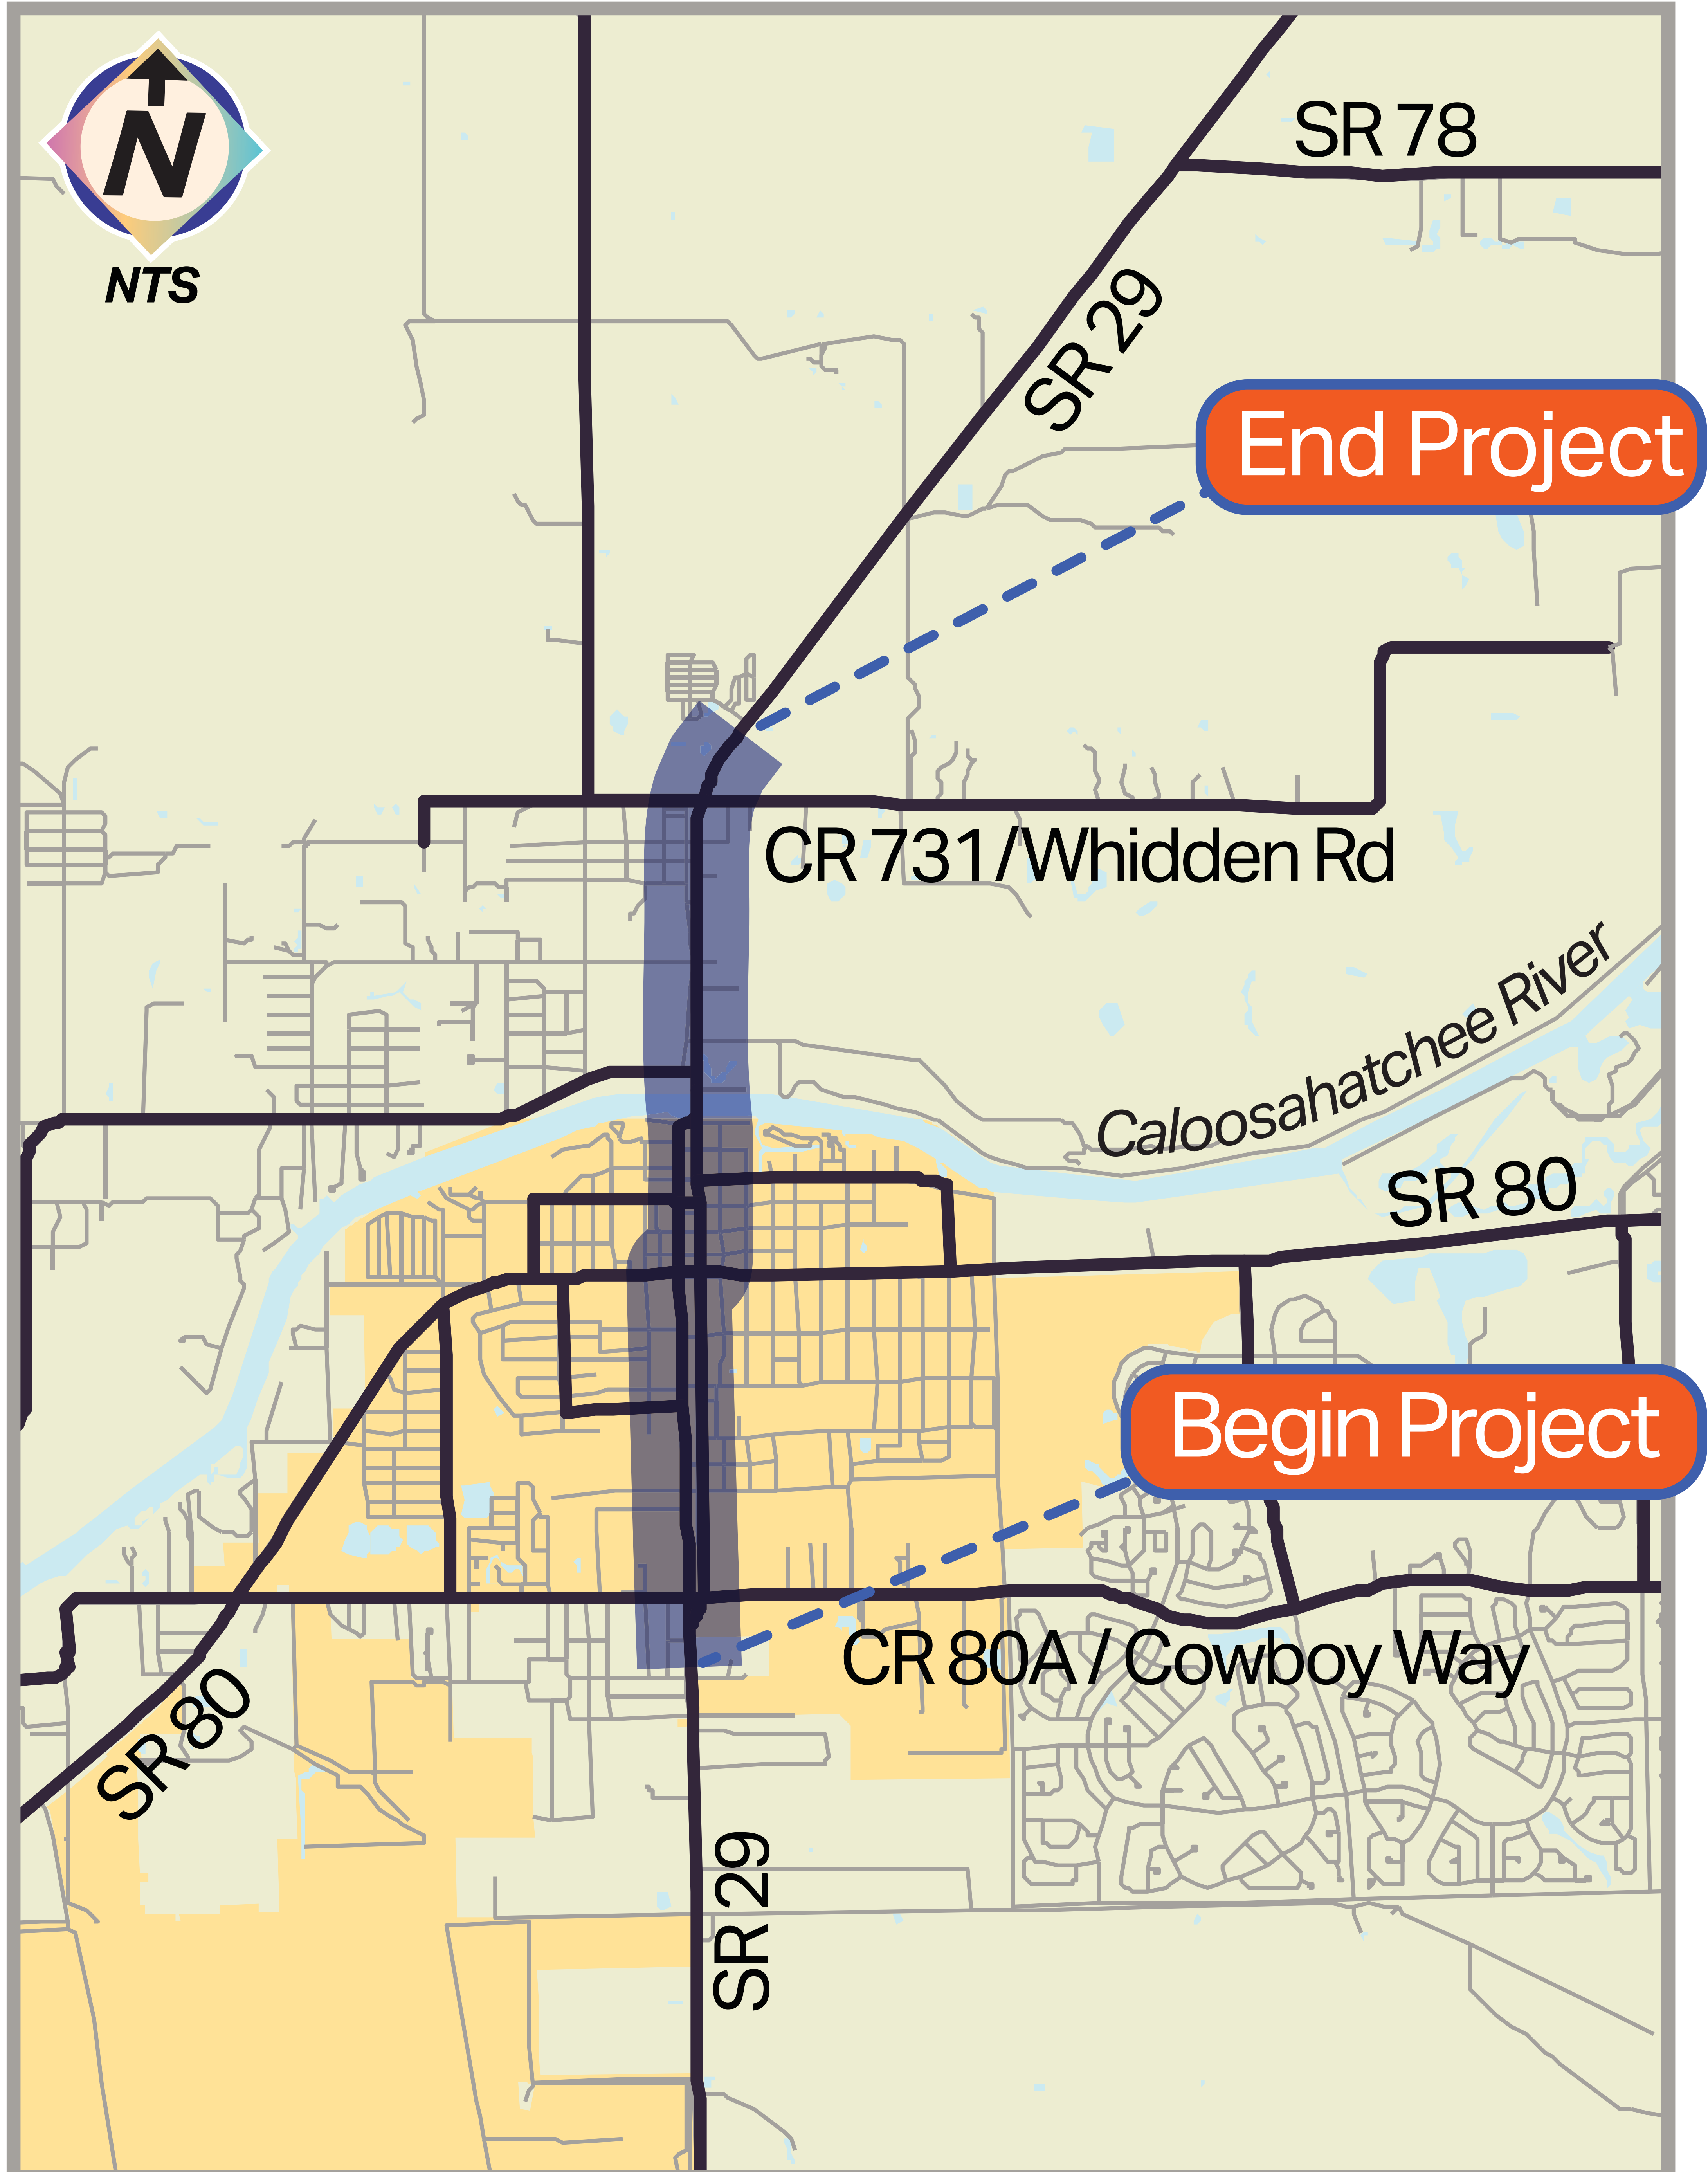 N
NTS
SR 78
SR 29
End Project
CR 731/Whidden Rd
Caloosahatchee River
SR 80
Begin Project
CR 80A / Cowboy Way
SR 80
SR 29